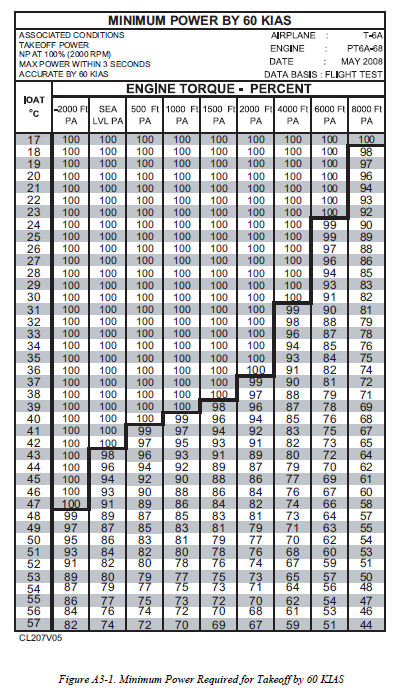 MINIMUM POWER BY 60 KIAS
ASSOCIATED CONDITIONS
TAKEOFF POWER
NP AT 100% (2000 RPM)
MAX POWER WITHIN 3 SECONDS
ACCURATE BY 60 KIAS
AIRPLANE : T-6A
ENGINE : PT6A-68
DATE : MAY 2008
DATA BASIS : FLIGHT TEST
IOAT
°C
ENGINE TORQUE - PERCENT
-2000 Ft SEA 500 Ft 1000 Ft 1500 Ft 2000 Ft 4000 Ft 6000 Ft 8000 Ft
PA LVL PA PA PA PA PA PA PA PA
17 100 100 100 100 100 100 100 100 100
18 100 100 100 100 100 100 100 100 98
19 100 100 100 100 100 100 100 100 97
20 100 100 100 100 100 100 100 100 96
21 100 100 100 100 100 100 100 100 94
22 100 100 100 100 100 100 100 100 93
23 100 100 100 100 100 100 100 100 92
24 100 100 100 100 100 100 100 99 90
25 100 100 100 100 100 100 100 99 89
26 100 100 100 100 100 100 100 97 88
27 100 100 100 100 100 100 100 96 86
28 100 100 100 100 100 100 100 94 85
29 100 100 100 100 100 100 100 93 83
30 100 100 100 100 100 100 100 91 82
31 100 100 100 100 100 100 99 90 81
32 100 100 100 100 100 100 98 88 79
33 100 100 100 100 100 100 96 87 78
34 100 100 100 100 100 100 94 85 76
35 100 100 100 100 100 100 93 84 75
36 100 100 100 100 100 100 91 82 74
37 100 100 100 100 100 99 90 81 72
38 100 100 100 100 100 97 88 79 71
39 100 100 100 100 98 96 87 78 69
40 100 100 100 99 96 94 85 76 68
41 100 100 99 97 94 92 83 75 67
42 100 100 97 95 93 91 82 73 65
43 100 98 96 93 91 89 80 72 64
44 100 96 94 92 89 87 79 70 62
45 100 94 92 90 88 86 77 69 61
46 100 93 90 88 86 84 76 67 60
47 100 91 89 86 84 82 74 66 58
48 99 89 87 85 83 81 73 64 57
49 97 87 85 83 81 79 71 63 55
50 95 86 83 81 79 77 70 62 54
51 93 84 82 80 78 76 68 60 53
52 91 82 80 78 76 74 67 59 51
53 89 80 79 77 75 73 65 57 50
54 87 79 77 75 73 71 64 56 48
55 86 77 75 73 72 70 62 54 47
56 84 76 74 72 70 68 61 53 46
57 82 74 72 70 69 67 59 51 44
CL207V05
Figure A3-1. Minimum Power Required for Takeoff by 60 KIAS